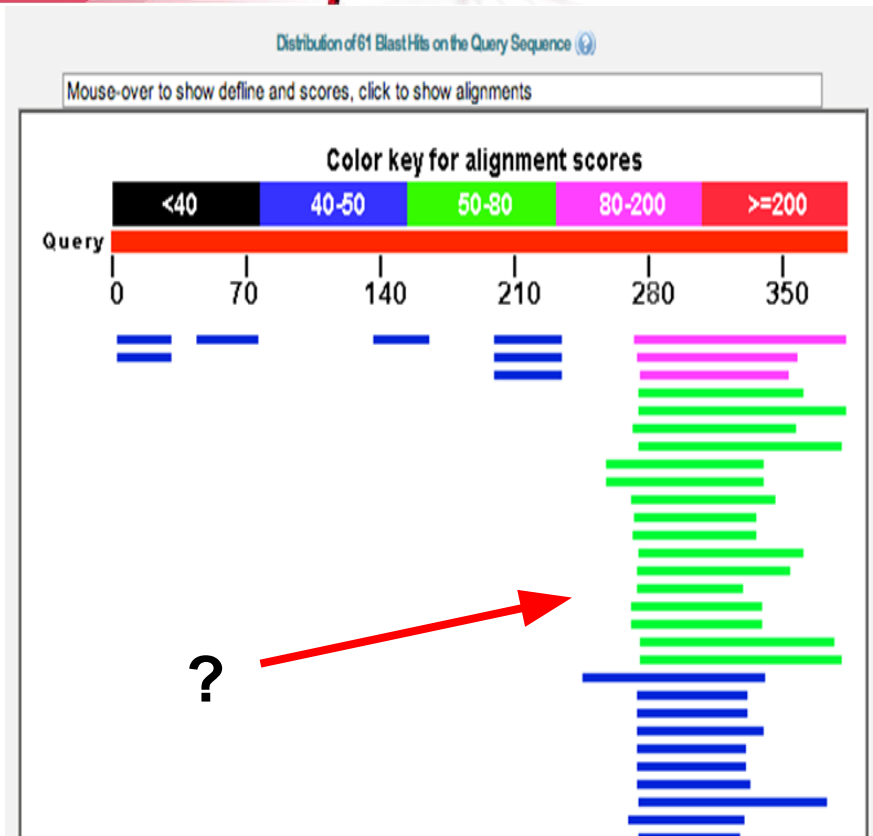 Distribution of 61 Blast Hits on the Query Sequence ?
Mouse-over to show defline and scores, click to show alignments
Color key for alignment scores
<40 40-50 50-80 80-200 >=200
Query
0 70 140 210 280 350
?